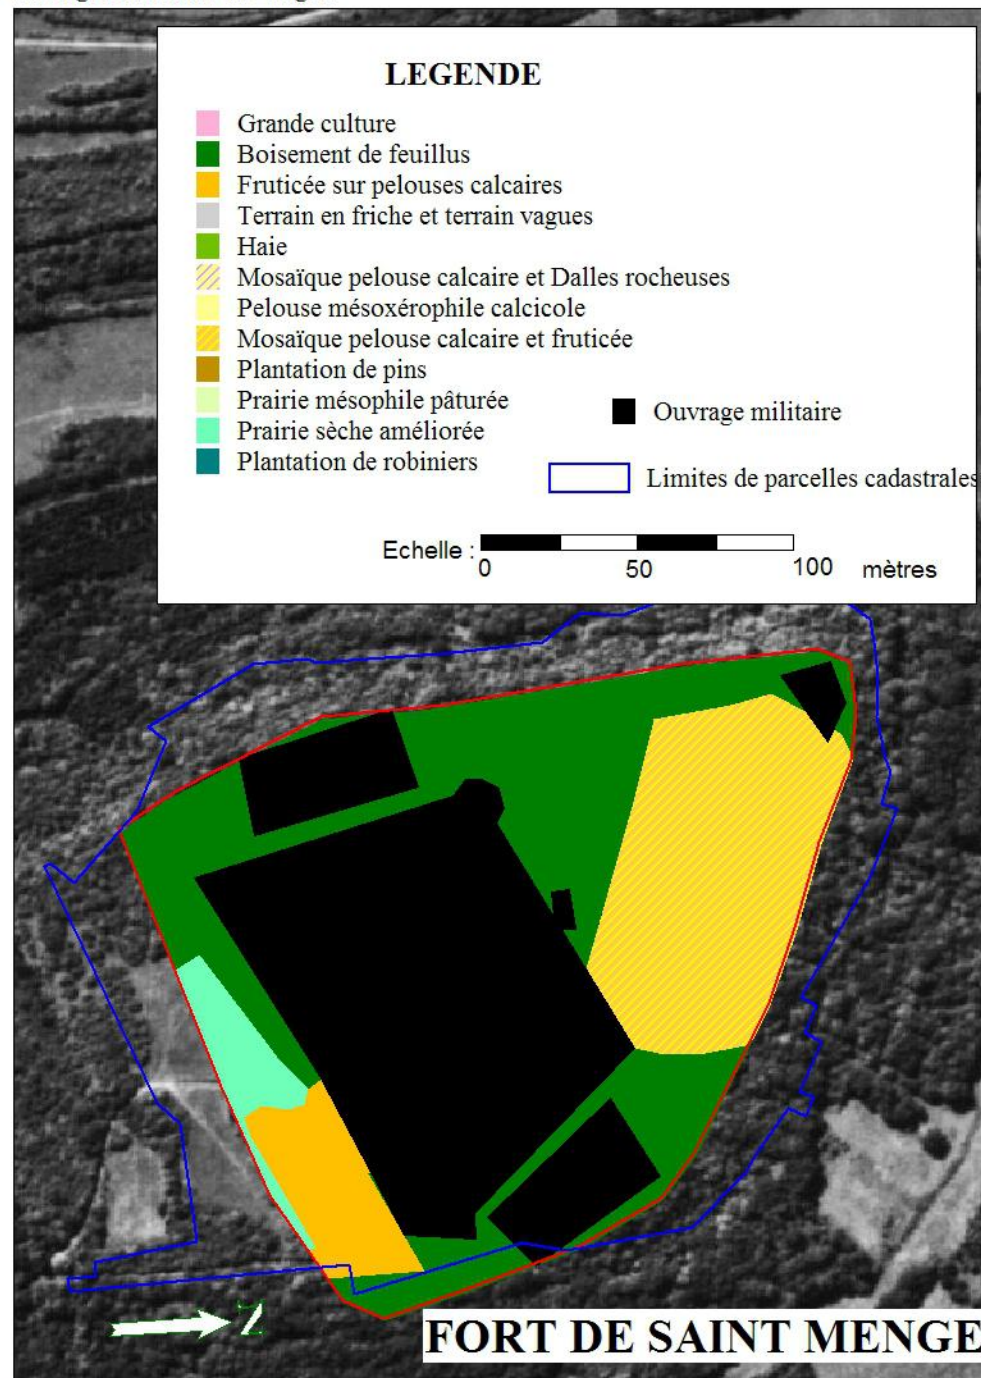 LEGENDE
Grande culture
Boisement de feuillus
Fruticée sur pelouses calcaires
Terrain en friche et terrain vagues
Haie
Mosaïque pelouse calcaire et Dalles rocheuses
Pelouse mésoxérophile calcicole
Mosaïque pelouse calcaire et fruticée
Plantation de pins
Prairie mésophile pâturée
Prairie sèche améliorée
Plantation de robiniers
Ouvrage militaire
Limites de parcelles cadastrales
Echelle :
0 50 100 mètres
N
FORT DE SAINT MENGE